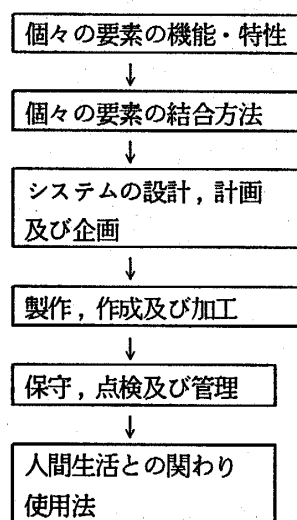 個々の要素の機能・特性
↓
個々の要素の結合方法
↓
システムの設計，計画
及び企画
↓
製作，作成及び加工
↓
保守，点検及び管理
↓
人間生活との関わり
使用法